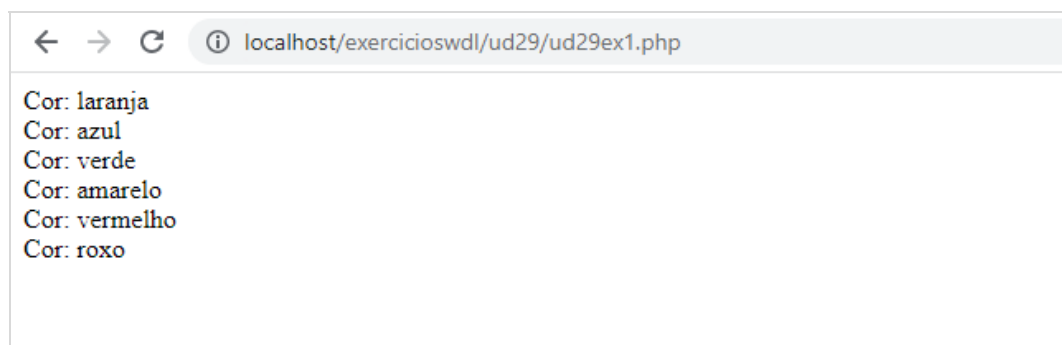 localhost/exercicioswdl/ud29/ud29ex1.php
Cor: laranja
Cor: azul
Cor: verde
Cor: amarelo
Cor: vermelho
Cor: roxo